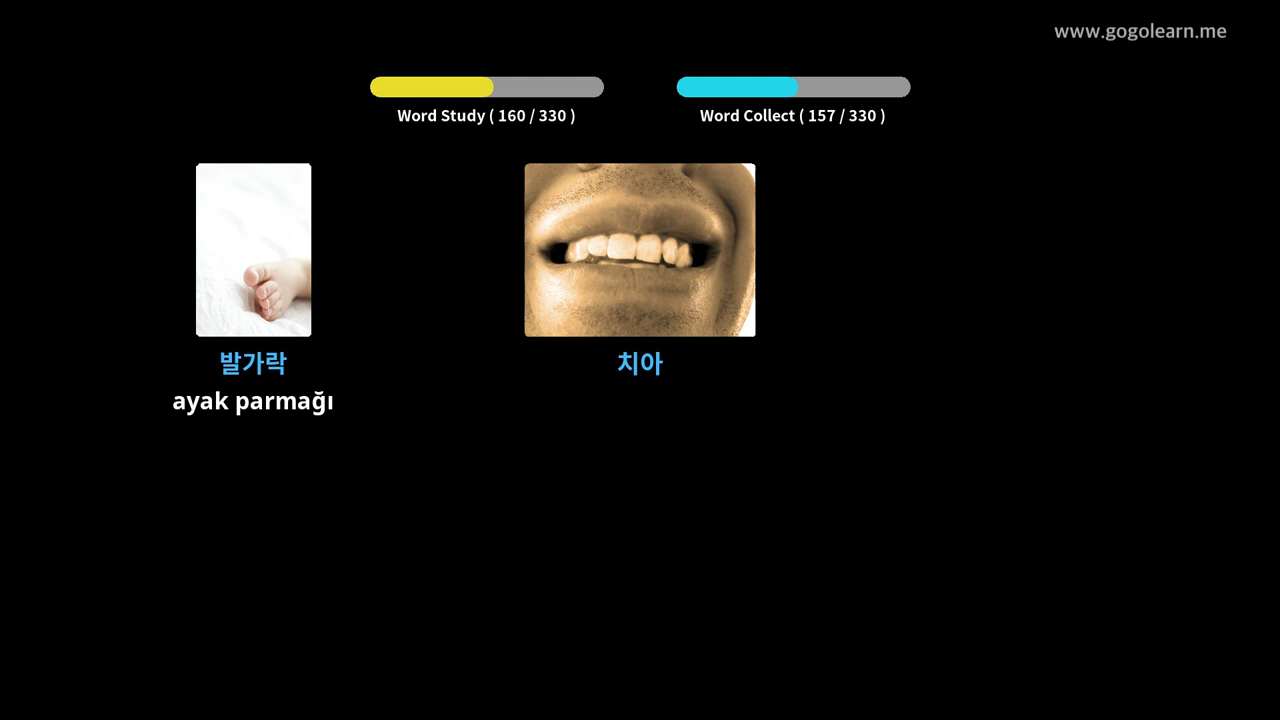 www.gogolearn.me
Word Study ( 160 / 330 )
Word Collect ( 157 / 330 )
발가락
치아
ayak parmağı